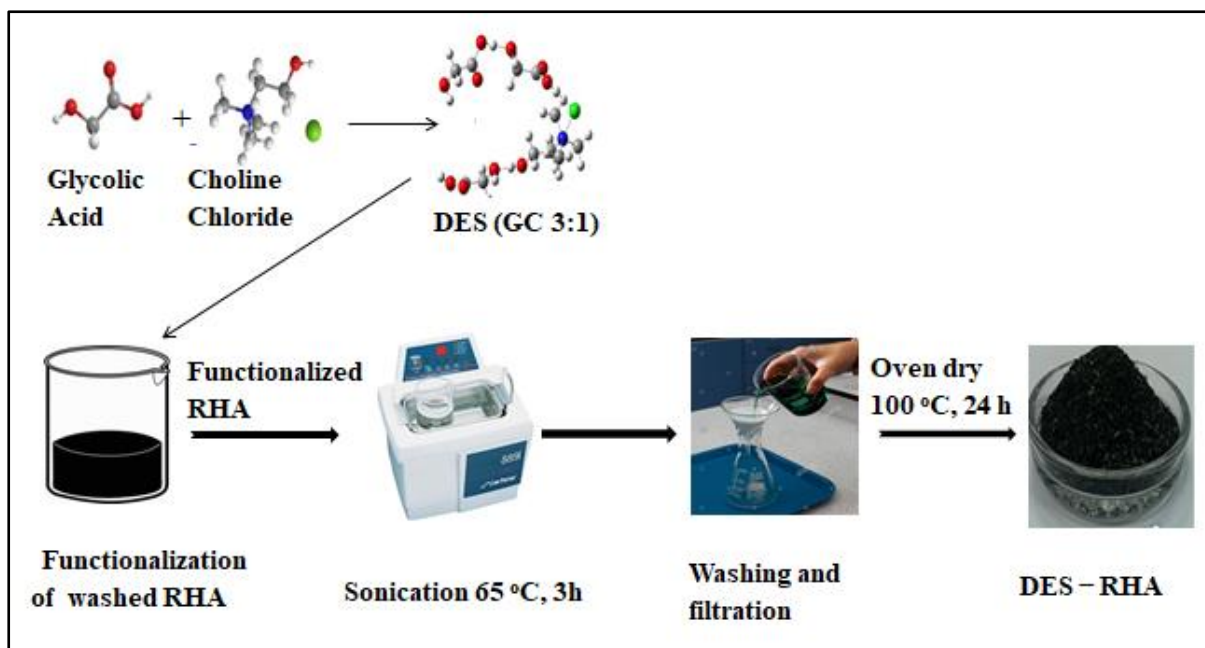 +
-
Glycolic
Acid
Choline
Chloride
DES (GC 3:1)
Functionalized
RHA
Oven dry
100 °C, 24 h
Functionalization
of washed RHA
Sonication 65 °C, 3h
Washing and
filtration
DES – RHA